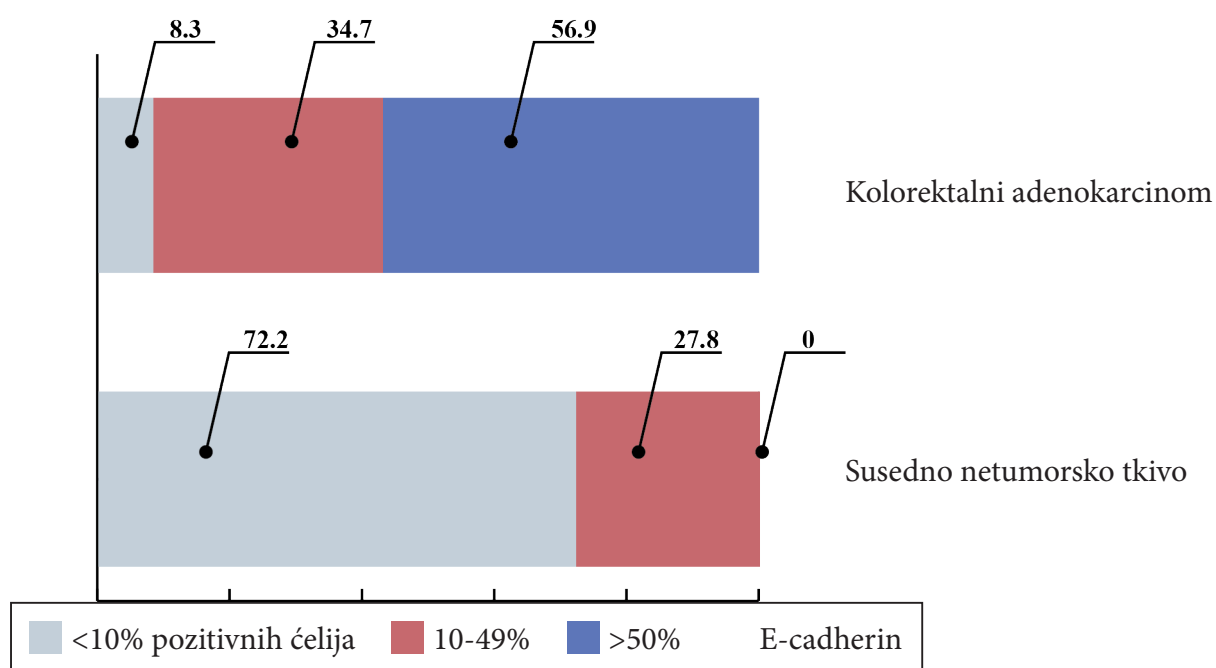 8.3 34.7 56.9
Kolorektalni adenokarcinom
72.2 27.8 0
Susedno netumorsko tkivo
<10% pozitivnih ćelija 10-49% >50% E-cadherin